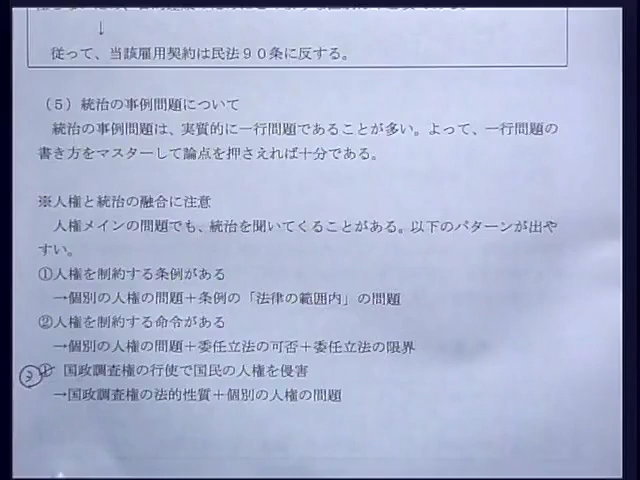 ↓
従って、当該雇用契約は民法９０条に反する。
（５）統治の事例問題について
統治の事例問題は、実質的に一行問題であることが多い。よって、一行問題の
書き方をマスターして論点を押さえれば十分である。
※人権と統治の融合に注意
人権メインの問題でも、統治を聞いてくることがある。以下のパターンが出や
すい。
①人権を制約する条例がある
→個別の人権の問題＋条例の「法律の範囲内」の問題
②人権を制約する命令がある
→個別の人権の問題＋委任立法の可否＋委任立法の限界
③ 国政調査権の行使で国民の人権を侵害
→国政調査権の法的性質＋個別の人権の問題